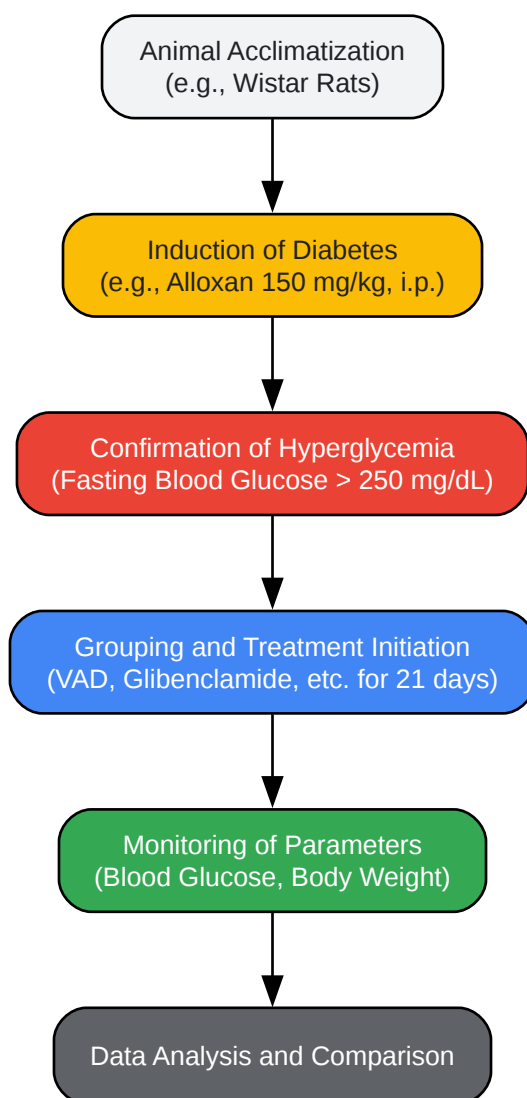 Animal Acclimatization
(e.g., Wistar Rats)
Induction of Diabetes
(e.g., Alloxan 150 mg/kg, i.p.)
Confirmation of Hyperglycemia
(Fasting Blood Glucose > 250 mg/dL)
Grouping and Treatment Initiation
(VAD, Glibenclamide, etc. for 21 days)
Monitoring of Parameters
(Blood Glucose, Body Weight)
Data Analysis and Comparison